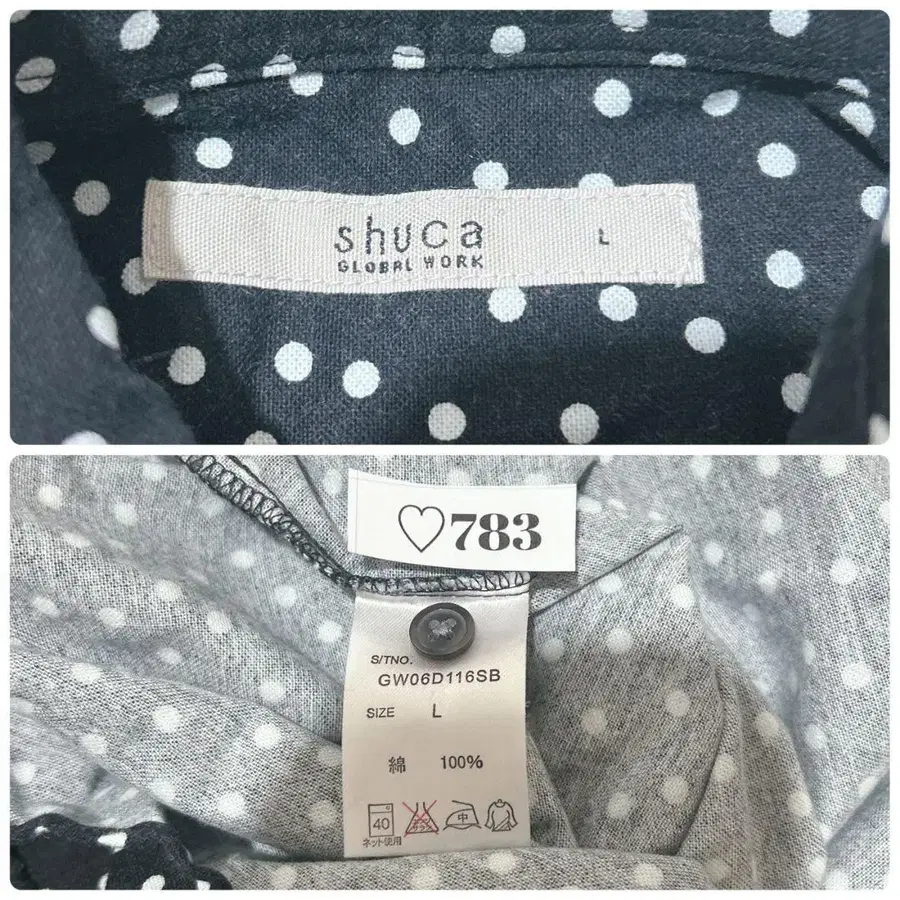 shuca L
GLOBAL WORK
♡783
S/TNO.
GW06D116SB
SIZE L
綿 100%
40 中
ネット使用